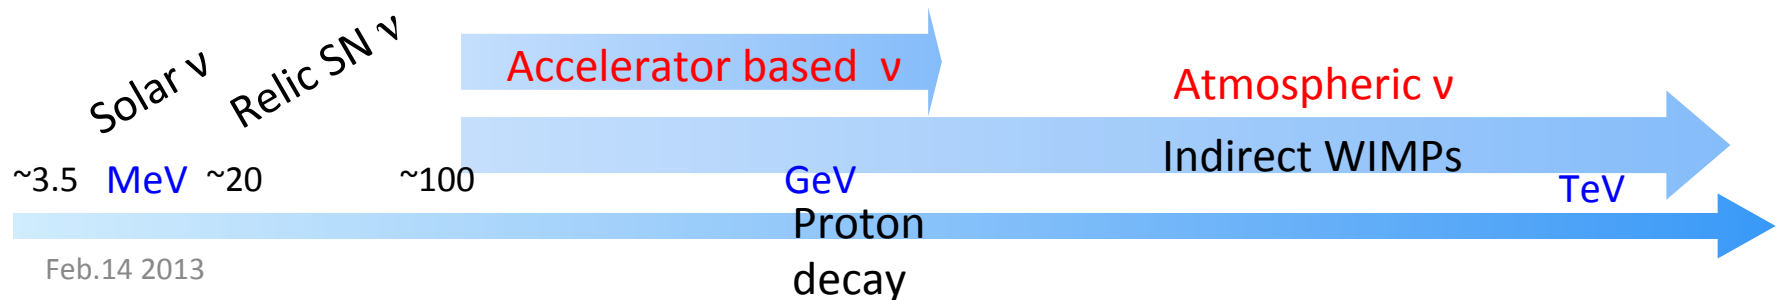 Solar ν
Relic SN ν
Accelerator based ν
Atmospheric ν
Indirect WIMPs
~3.5 MeV ~20 ~100 GeV TeV
Proton
decay
Feb.14 2013